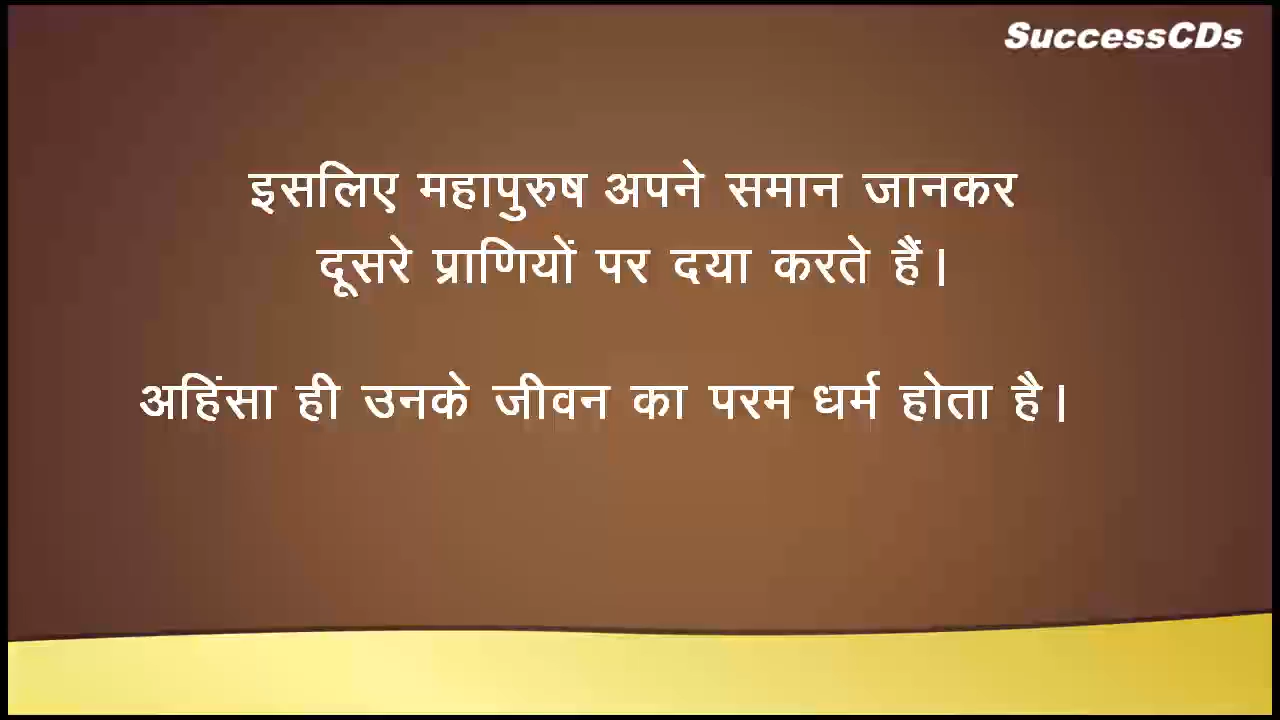 SuccessCDs
इसलिए महापुरुष अपने समान जानकर
दूसरे प्राणियों पर दया करते हैं।
अहिंसा ही उनके जीवन का परम धर्म होता है।